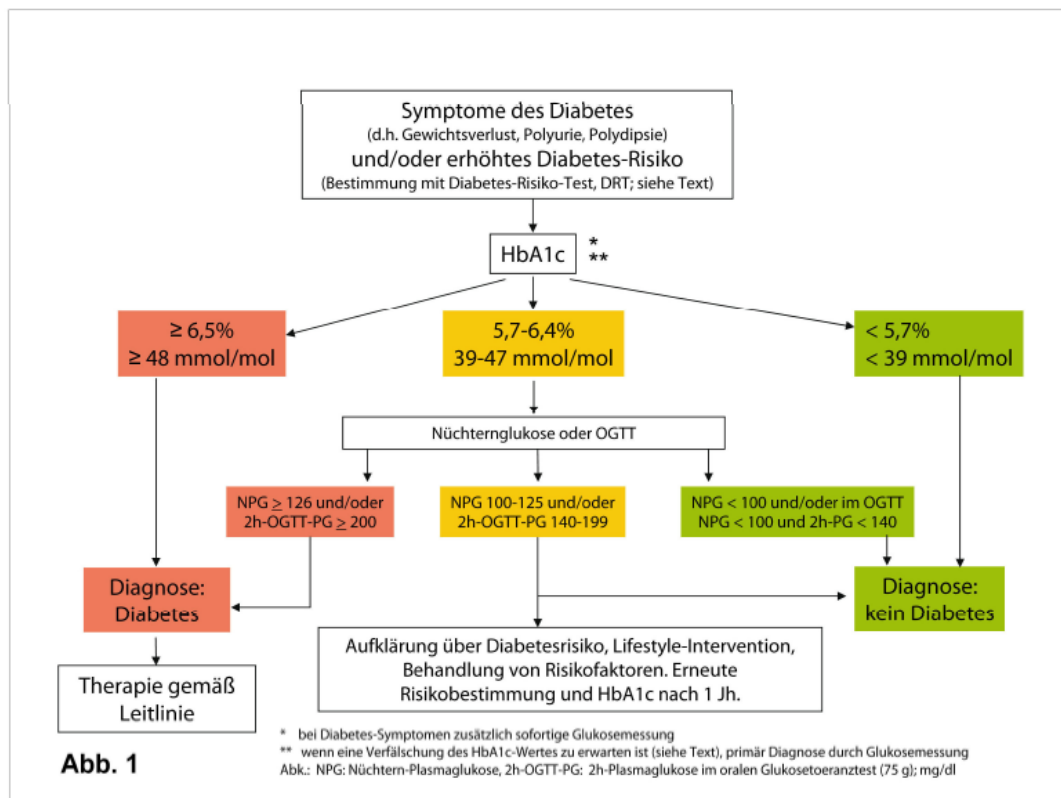 Symptome des Diabetes
(d.h. Gewichtsverlust, Polyurie, Polydipsie)
und/oder erhöhtes Diabetes-Risiko
(Bestimmung mit Diabetes-Risiko-Test, DRT; siehe Text)
HbA1c
*
**
≥ 6,5%
≥ 48 mmol/mol
5,7-6,4%
39-47 mmol/mol
< 5,7%
< 39 mmol/mol
Nüchternglukose oder OGTT
NPG ≥ 126 und/oder
2h-OGTT-PG ≥ 200
NPG 100-125 und/oder
2h-OGTT-PG 140-199
NPG < 100 und/oder im OGTT
NPG < 100 und 2h-PG < 140
Diagnose:
Diabetes
Diagnose:
kein Diabetes
Aufklärung über Diabetesrisiko, Lifestyle-Intervention,
Behandlung von Risikofaktoren. Erneute
Risikobestimmung und HbA1c nach 1 Jh.
Therapie gemäß
Leitlinie
* bei Diabetes-Symptomen zusätzlich sofortige Glukosemessung
** wenn eine Verfälschung des HbA1c-Wertes zu erwarten ist (siehe Text), primär Diagnose durch Glukosemessung
Abk.: NPG: Nüchtern-Plasmaglukose, 2h-OGTT-PG: 2h-Plasmaglukose im oralen Glukosetoeranztest (75 g); mg/dl
Abb. 1